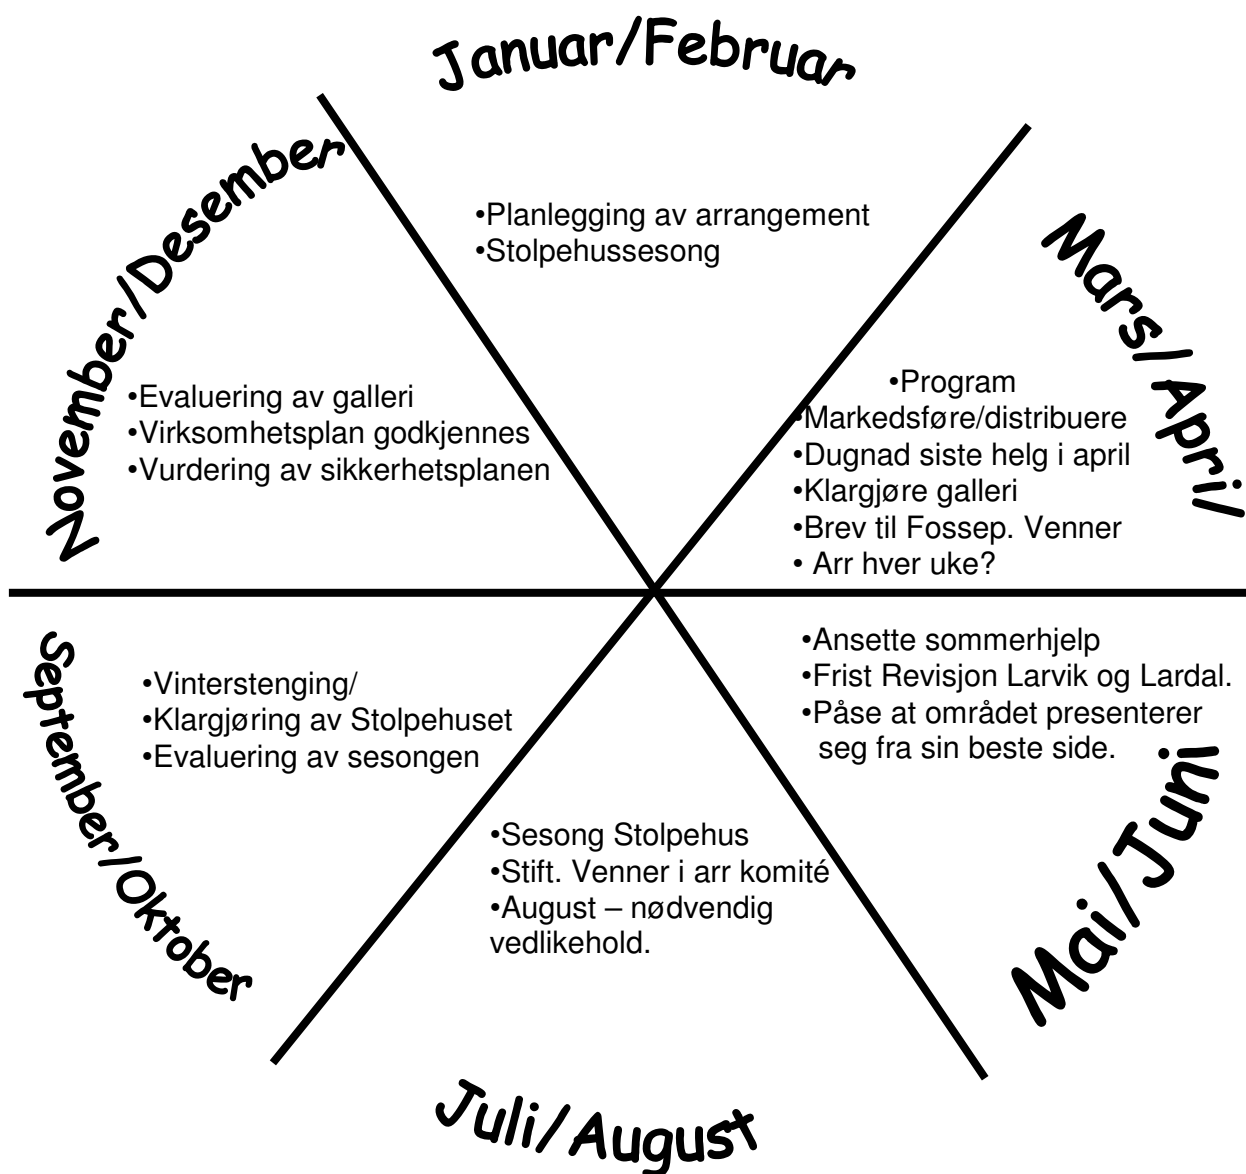 Januar/Februar
•Planlegging av arrangement
•Stolpehussesong
Mars/April
•Program
•Markedsføre/distribuere
•Dugnad siste helg i april
•Klargjøre galleri
•Brev til Fossep. Venner
• Arr hver uke?
Mai/Juni
•Ansette sommerhjelp
•Frist Revisjon Larvik og Lardal.
•Påse at området presenterer
seg fra sin beste side.
Juli/August
•Sesong Stolpehus
•Stift. Venner i arr komité
•August – nødvendig
vedlikehold.
September/Oktober
•Vinterstenging/
•Klargjøring av Stolpehuset
•Evaluering av sesongen
November/Desember
•Evaluering av galleri
•Virksomhetsplan godkjennes
•Vurdering av sikkerhetsplanen